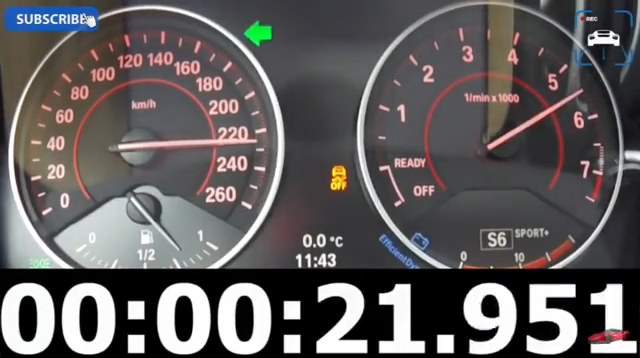 SUBSCRIBE
REC
0
20
40
60
80
100
120
140
160
180
200
220
240
260
km/h
0
1/2
1
OFF
0.0 °C
11:43
READY
OFF
1
2
3
4
5
6
7
1/min x 1000
S6 SPORT+
EfficientDy
0 10
00:00:21.951